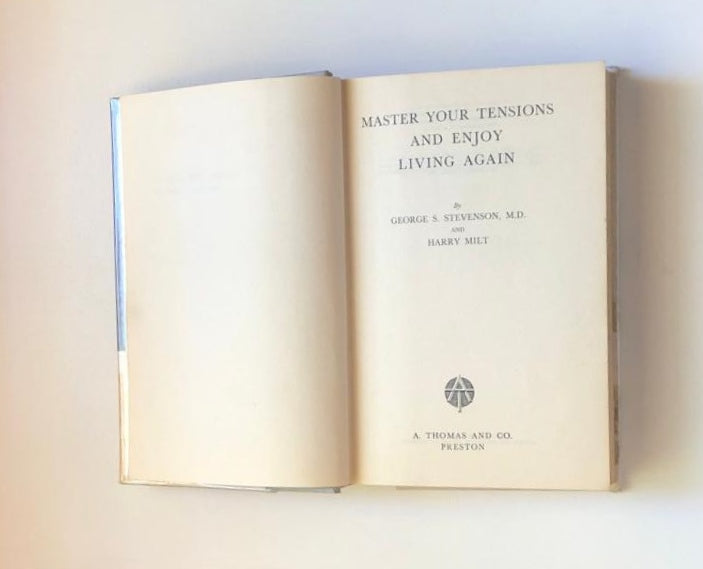 MASTER YOUR TENSIONS
AND ENJOY
LIVING AGAIN
By
GEORGE S. STEVENSON, M.D.
AND
HARRY MILT
A. THOMAS AND CO.
PRESTON